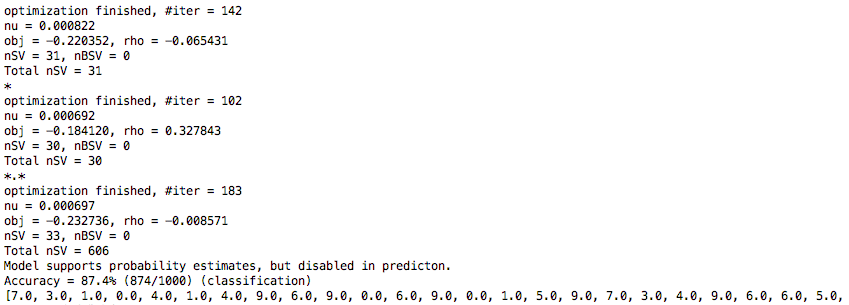 optimization finished, #iter = 142
nu = 0.000822
obj = -0.220352, rho = -0.065431
nSV = 31, nBSV = 0
Total nSV = 31
*
optimization finished, #iter = 102
nu = 0.000692
obj = -0.184120, rho = 0.327843
nSV = 30, nBSV = 0
Total nSV = 30
*.*
optimization finished, #iter = 183
nu = 0.000697
obj = -0.232736, rho = -0.008571
nSV = 33, nBSV = 0
Total nSV = 606
Model supports probability estimates, but disabled in predicton.
Accuracy = 87.4% (874/1000) (classification)
[7.0, 3.0, 1.0, 0.0, 4.0, 1.0, 4.0, 9.0, 6.0, 9.0, 0.0, 6.0, 9.0, 0.0, 1.0, 5.0, 9.0, 7.0, 3.0, 4.0, 9.0, 6.0, 6.0, 5.0,